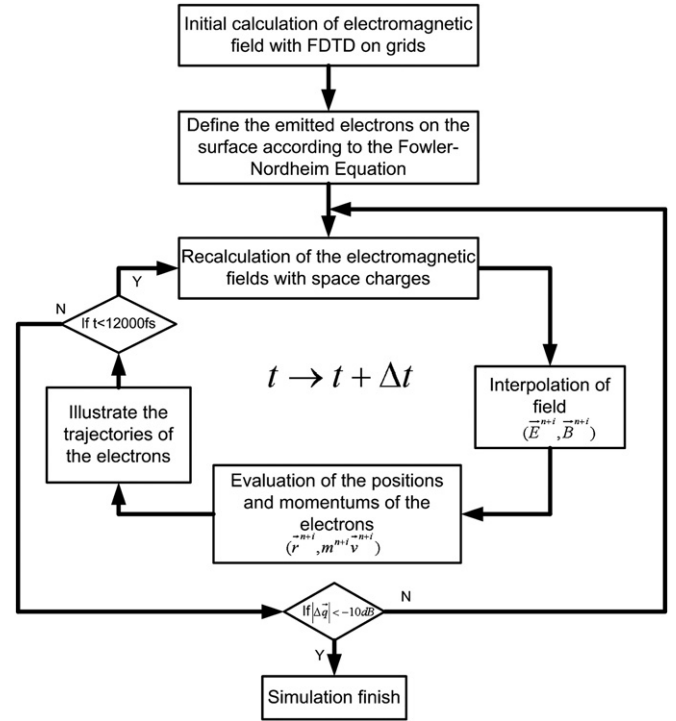 Initial calculation of electromagnetic
field with FDTD on grids
Define the emitted electrons on the
surface according to the Fowler-
Nordheim Equation
Recalculation of the electromagnetic
fields with space charges
Y
N
If t<12000fs
t → t + Δt
Interpolation of
field
(E⃗ⁿ⁺ⁱ,B⃗ⁿ⁺ⁱ)
Illustrate the
trajectories of
the electrons
Evaluation of the positions
and momentums of the
electrons
(r⃗ⁿ⁺ⁱ,mⁿ⁺ⁱv⃗ⁿ⁺ⁱ)
If|Δq⃗|<−10dB
N
Y
Simulation finish